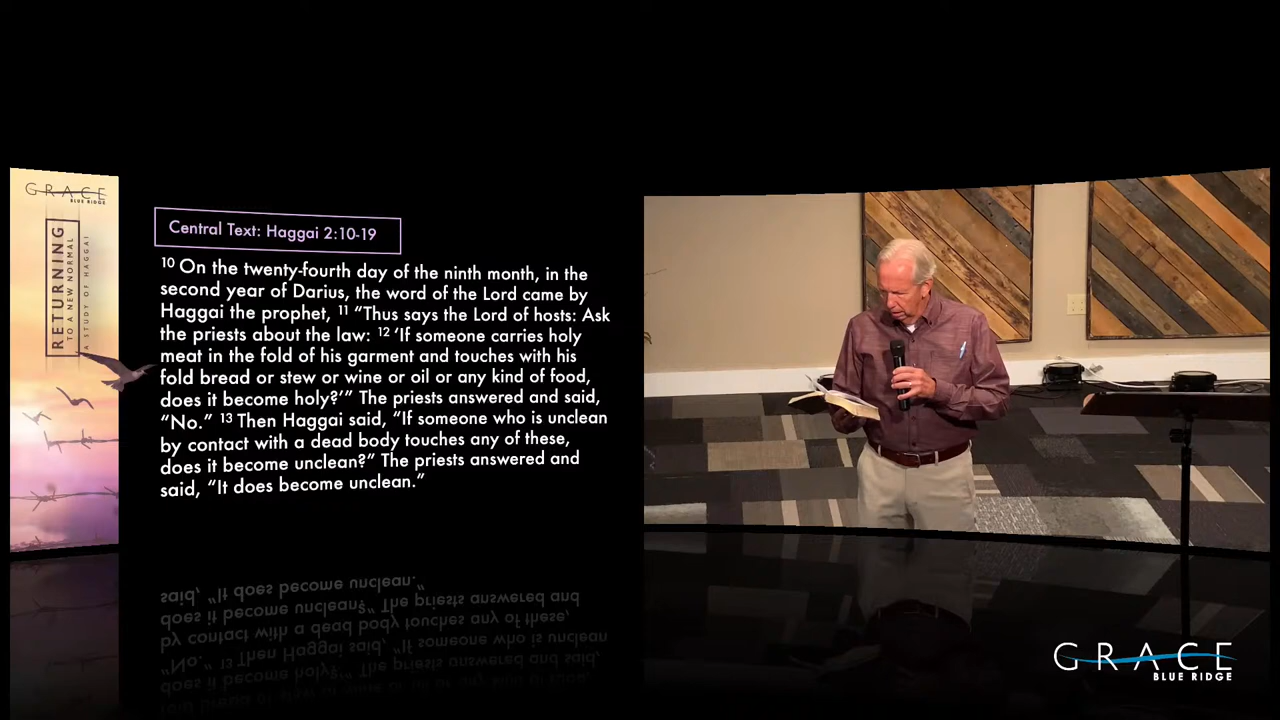 GRACE
BLUE RIDGE
RETURNING
TO A NEW NORMAL
A STUDY OF HAGGAI
Central Text: Haggai 2:10-19
10 On the twenty-fourth day of the ninth month, in the
second year of Darius, the word of the Lord came by
Haggai the prophet, 11 “Thus says the Lord of hosts: Ask
the priests about the law: 12 ‘If someone carries holy
meat in the fold of his garment and touches with his
fold bread or stew or wine or oil or any kind of food,
does it become holy?’” The priests answered and said,
“No.” 13 Then Haggai said, “If someone who is unclean
by contact with a dead body touches any of these,
does it become unclean?” The priests answered and
said, “It does become unclean.”
GRACE
BLUE RIDGE